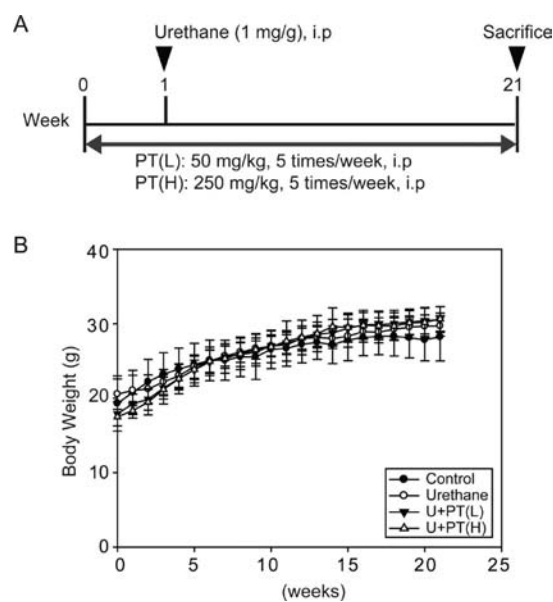 A
Urethane (1 mg/g), i.p
Sacrifice
0 1 21
Week
PT(L): 50 mg/kg, 5 times/week, i.p
PT(H): 250 mg/kg, 5 times/week, i.p
B
Body Weight (g)
40
30
20
10
0
Control
Urethane
U+PT(L)
U+PT(H)
0 5 10 15 20 25
(weeks)